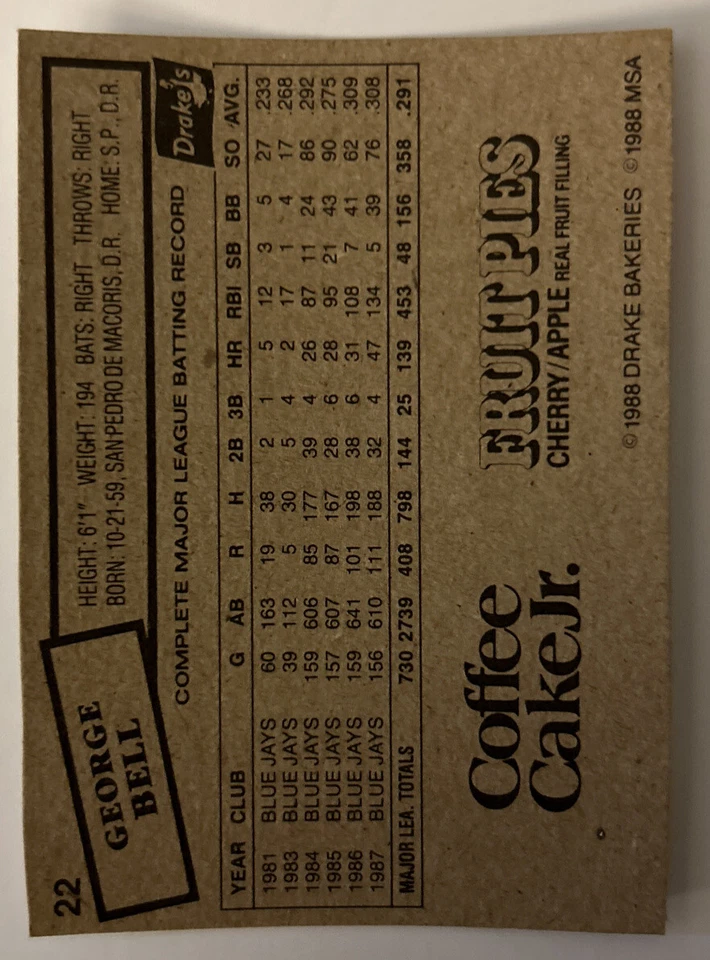 22
GEORGE
BELL
HEIGHT: 6'1" WEIGHT: 194 BATS: RIGHT THROWS: RIGHT
BORN: 10-21-59, SAN PEDRO DE MACORIS, D.R. HOME: S.P., D.R.
COMPLETE MAJOR LEAGUE BATTING RECORD
Drake's
YEAR CLUB G AB R H 2B 3B HR RBI SB BB SO AVG.
1981 BLUE JAYS 60 163 19 38 2 1 5 12 3 5 27 .233
1983 BLUE JAYS 39 112 5 30 5 4 2 17 1 4 17 .268
1984 BLUE JAYS 159 606 85 177 39 4 26 87 11 24 86 .292
1985 BLUE JAYS 157 607 87 167 28 6 28 95 21 43 90 .275
1986 BLUE JAYS 159 641 101 198 38 6 31 108 7 41 62 .309
1987 BLUE JAYS 156 610 111 188 32 4 47 134 5 39 76 .308
MAJOR LEA. TOTALS 730 2739 408 798 144 25 139 453 48 156 358 .291
Coffee
CakeJr.
FRUIT PIES
CHERRY/APPLE REAL FRUIT FILLING
©1988 DRAKE BAKERIES ©1988 MSA